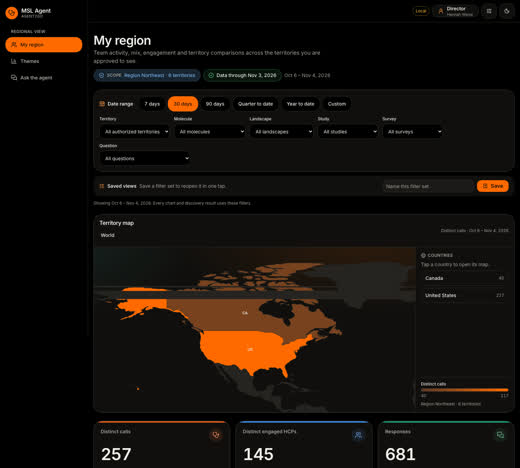 MSL Agent
Local
Director
Hannah Weiss
REGIONAL VIEW
My region
Themes
Ask the agent
My region
Team activity, mix, engagement and territory comparisons across the territories you are
approved to see.
SCOPE Region Northeast · 6 territories
Data through Nov 3, 2026
Oct 6 – Nov 4, 2026
Date range
7 days
30 days
90 days
Quarter to date
Year to date
Custom
Territory
Molecule
Landscape
Study
Survey
All authorized territories
All molecules
All landscapes
All studies
All surveys
Question
All questions
Saved views
Save a filter set to reopen it in one tap.
Name this filter set
Save
Showing Oct 6 – Nov 4, 2026. Every chart and discovery result uses these filters.
Territory map
World
Distinct calls · Oct 6 – Nov 4, 2026
COUNTRIES
Tap a country to open its map.
Canada 40
United States 217
CA
US
Distinct calls
40 217
Region Northeast · 6 territories
Distinct calls
257
Distinct engaged HCPs
145
Responses
681